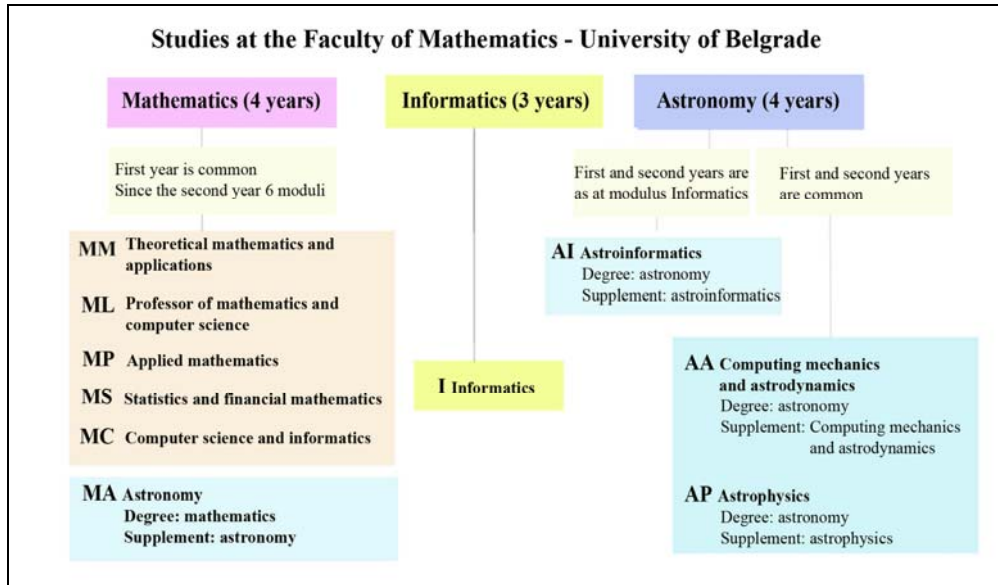 Studies at the Faculty of Mathematics - University of Belgrade
Mathematics (4 years)
First year is common
Since the second year 6 moduli
MM Theoretical mathematics and
applications
ML Professor of mathematics and
computer science
MP Applied mathematics
MS Statistics and financial mathematics
MC Computer science and informatics
MA Astronomy
Degree: mathematics
Supplement: astronomy
Informatics (3 years)
I Informatics
Astronomy (4 years)
First and second years are
as at modulus Informatics
AI Astroinformatics
Degree: astronomy
Supplement: astroinformatics
First and second years
are common
AA Computing mechanics
and astrodynamics
Degree: astronomy
Supplement: Computing mechanics
and astrodynamics
AP Astrophysics
Degree: astronomy
Supplement: astrophysics